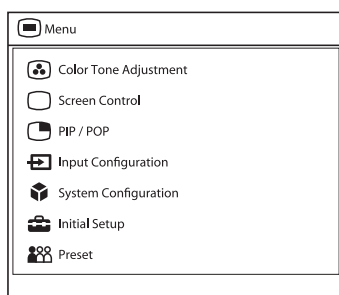 Menu
Color Tone Adjustment
Screen Control
PIP / POP
Input Configuration
System Configuration
Initial Setup
Preset